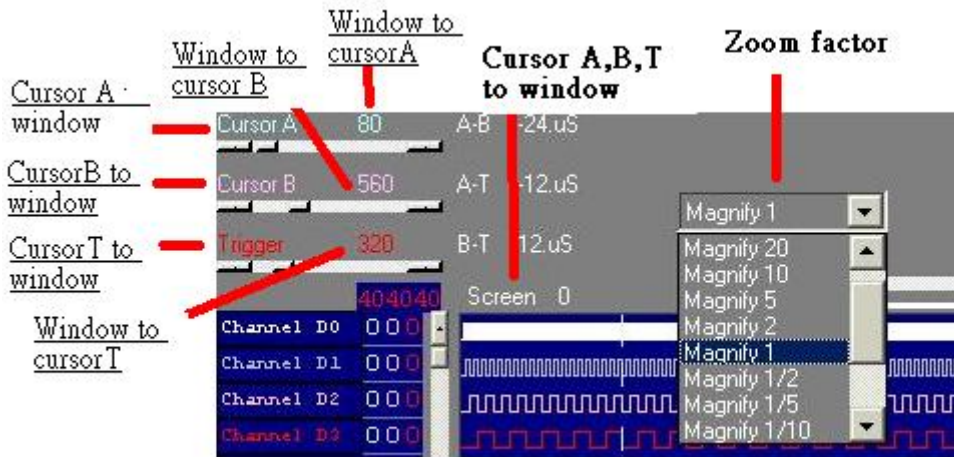 Window to
cursorA
Window to
cursor B
Cursor A,B,T
to window
Zoom factor
Cursor A
window
Cursor A 80 A-B -24.uS
CursorB to
window
Cursor B 560 A-T -12.uS
Magnify 1
CursorT to
window
Trigger 320 B-T 12.uS
Magnify 20
Magnify 10
Magnify 5
Magnify 2
Magnify 1
Magnify 1/2
Magnify 1/5
Magnify 1/10
Window to
cursorT
404040 Screen 0
Channel D0 000
Channel D1 000
Channel D2 000
Channel D3 000